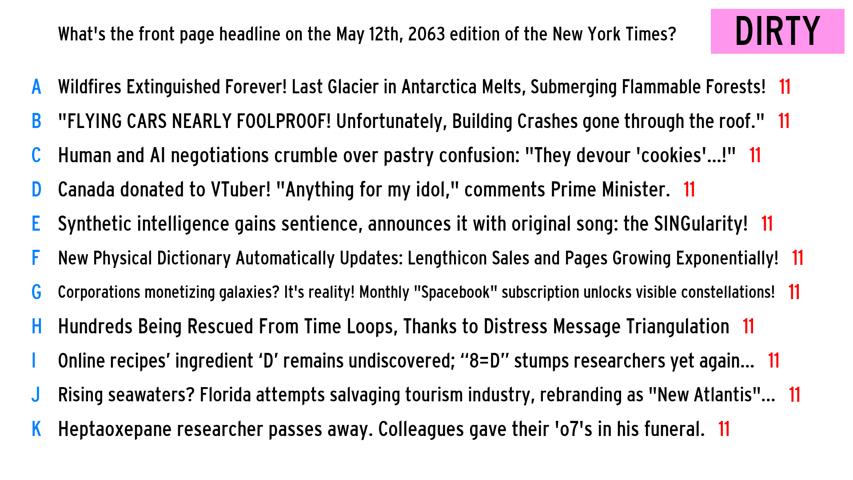 What's the front page headline on the May 12th, 2063 edition of the New York Times?
DIRTY
A Wildfires Extinguished Forever! Last Glacier in Antarctica Melts, Submerging Flammable Forests! 11
B "FLYING CARS NEARLY FOOLPROOF! Unfortunately, Building Crashes gone through the roof." 11
C Human and AI negotiations crumble over pastry confusion: "They devour 'cookies'...!" 11
D Canada donated to VTuber! "Anything for my idol," comments Prime Minister. 11
E Synthetic intelligence gains sentience, announces it with original song: the SINGularity! 11
F New Physical Dictionary Automatically Updates: Lengthicon Sales and Pages Growing Exponentially! 11
G Corporations monetizing galaxies? It's reality! Monthly "Spacebook" subscription unlocks visible constellations! 11
H Hundreds Being Rescued From Time Loops, Thanks to Distress Message Triangulation 11
I Online recipes’ ingredient ‘D’ remains undiscovered; “8=D” stumps researchers yet again... 11
J Rising seawaters? Florida attempts salvaging tourism industry, rebranding as "New Atlantis"... 11
K Heptaoxepane researcher passes away. Colleagues gave their 'o7's in his funeral. 11